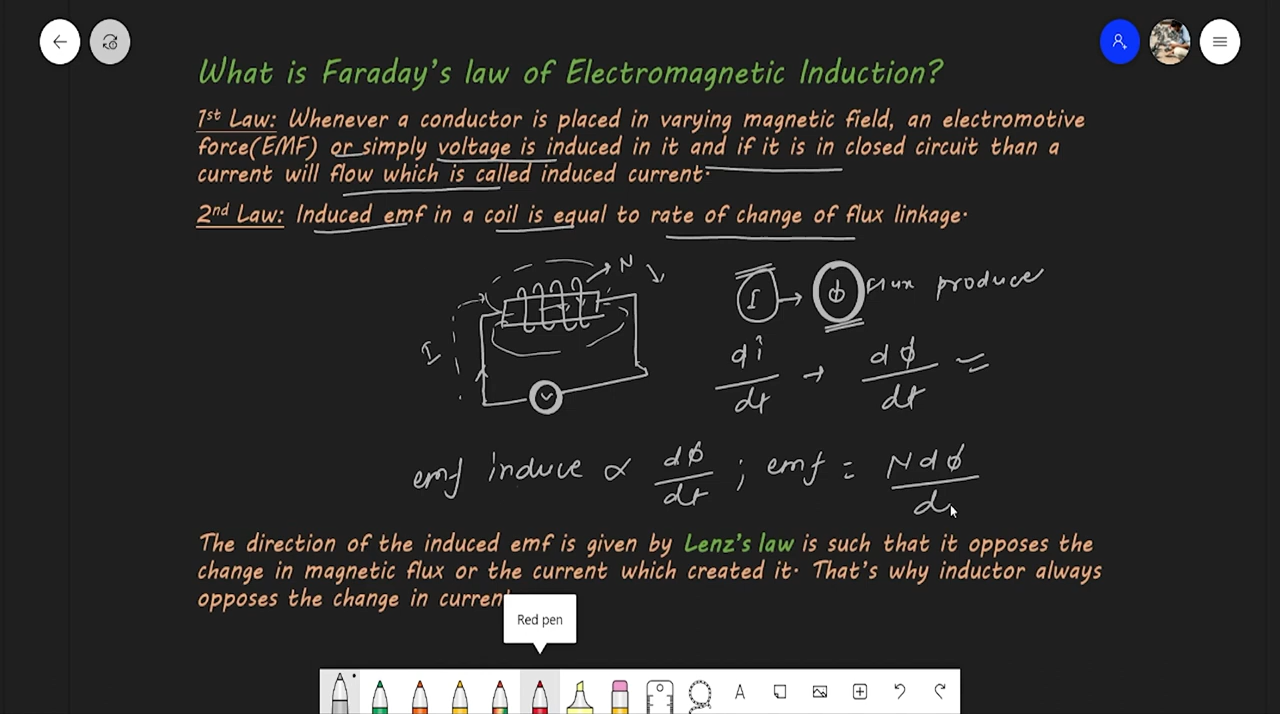 What is Faraday's law of Electromagnetic Induction?
1st Law: Whenever a conductor is placed in varying magnetic field, an electromotive
force(EMF) or simply voltage is induced in it and if it is in closed circuit than a
current will flow which is called induced current.
2nd Law: Induced emf in a coil is equal to rate of change of flux linkage.
N
I → ϕ flux produce
I
di/dt → dϕ/dt =
emf induce ∝ dϕ/dt ; emf = Ndϕ/d
The direction of the induced emf is given by Lenz's law is such that it opposes the
change in magnetic flux or the current which created it. That's why inductor always
opposes the change in current
Red pen
A